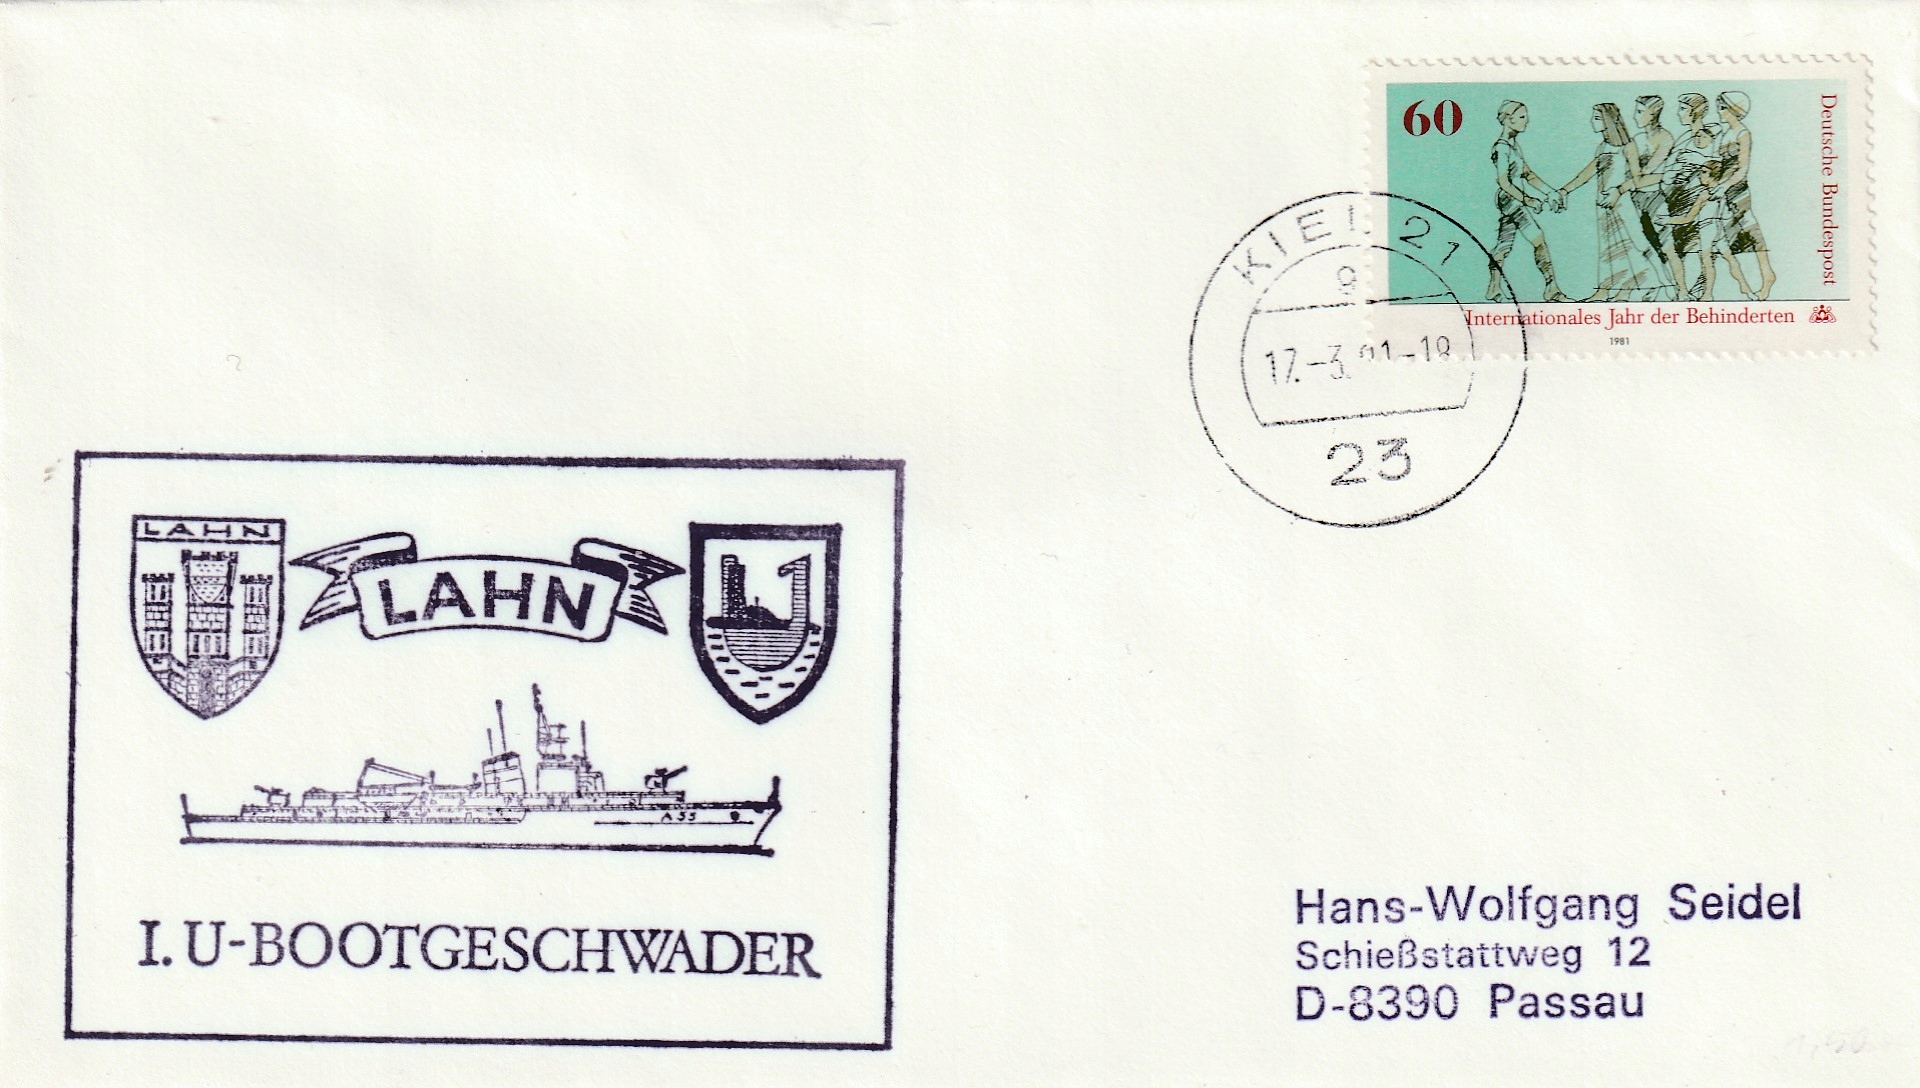 60
Deutsche Bundespost
Internationales Jahr der Behinderten
1981
KIEL 21
17.-3. 81-18
23
LAHN
LAHN
1
A 55
I. U-BOOTGESCHWADER
Hans-Wolfgang Seidel
Schießstattweg 12
D-8390 Passau